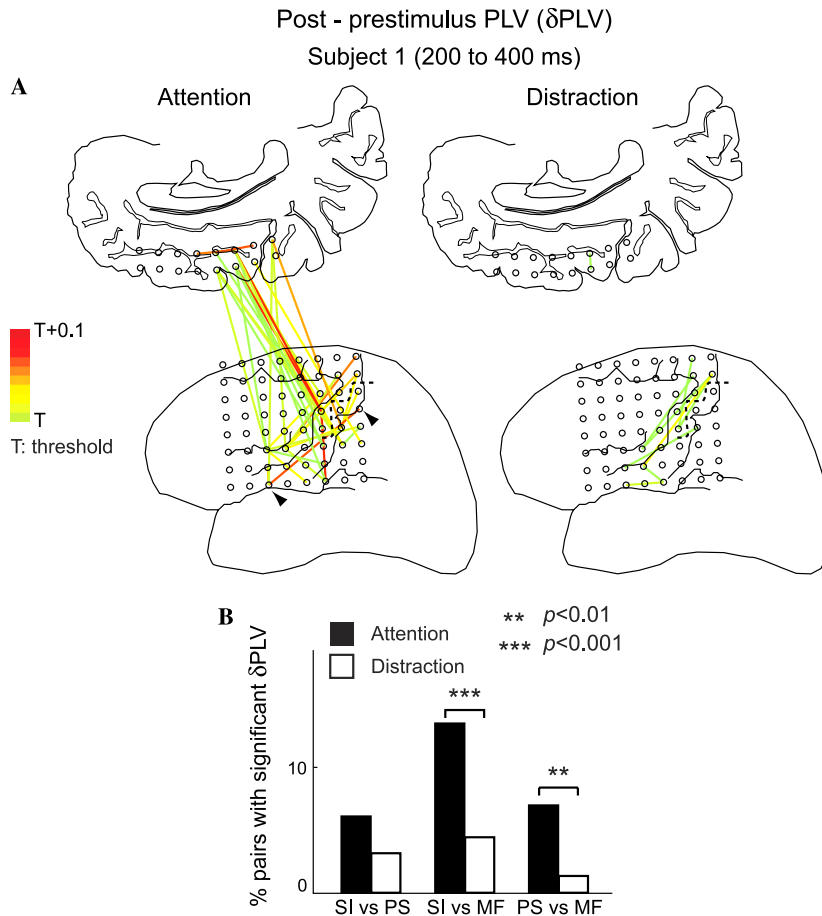 Post - prestimulus PLV (δPLV)
Subject 1 (200 to 400 ms)
A
Attention
Distraction
T+0.1
T
T: threshold
B
Attention
Distraction
** p<0.01
*** p<0.001
% pairs with significant δPLV
10
0
***
**
SI vs PS
SI vs MF
PS vs MF